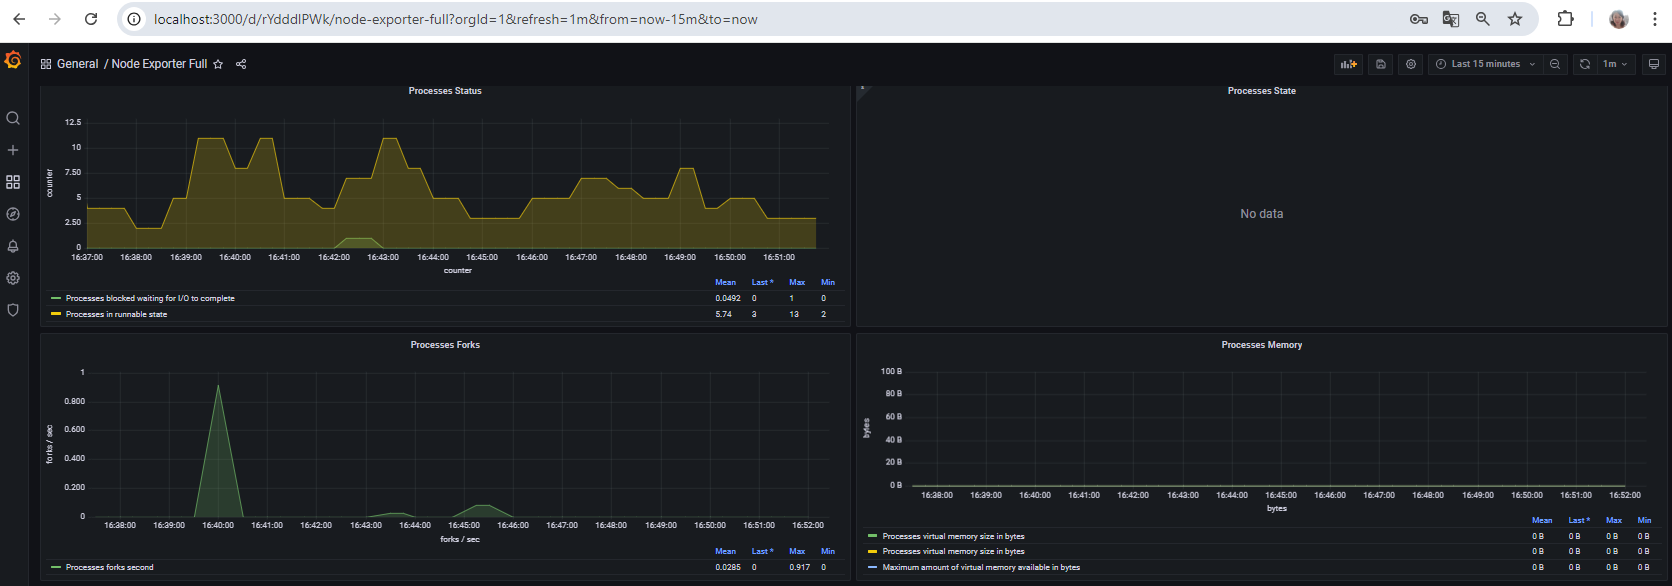 localhost:3000/d/rYdddlPWk/node-exporter-full?orgId=1&refresh=1m&from=now-15m&to=now
General / Node Exporter Full
Last 15 minutes
1m
Processes Status
12.5
10
7.50
5
2.50
0
counter
16:37:00 16:38:00 16:39:00 16:40:00 16:41:00 16:42:00 16:43:00 16:44:00 16:45:00 16:46:00 16:47:00 16:48:00 16:49:00 16:50:00 16:51:00
counter
Mean Last * Max Min
Processes blocked waiting for I/O to complete 0.0492 0 1 0
Processes in runnable state 5.74 3 13 2
Processes State
i
No data
Processes Forks
1
0.800
0.600
0.400
0.200
0
forks / sec
16:38:00 16:39:00 16:40:00 16:41:00 16:42:00 16:43:00 16:44:00 16:45:00 16:46:00 16:47:00 16:48:00 16:49:00 16:50:00 16:51:00 16:52:00
forks / sec
Mean Last * Max Min
Processes forks second 0.0285 0 0.917 0
Processes Memory
100 B
80 B
60 B
40 B
20 B
0 B
bytes
16:38:00 16:39:00 16:40:00 16:41:00 16:42:00 16:43:00 16:44:00 16:45:00 16:46:00 16:47:00 16:48:00 16:49:00 16:50:00 16:51:00 16:52:00
bytes
Mean Last * Max Min
Processes virtual memory size in bytes 0 B 0 B 0 B 0 B
Processes virtual memory size in bytes 0 B 0 B 0 B 0 B
Maximum amount of virtual memory available in bytes 0 B 0 B 0 B 0 B